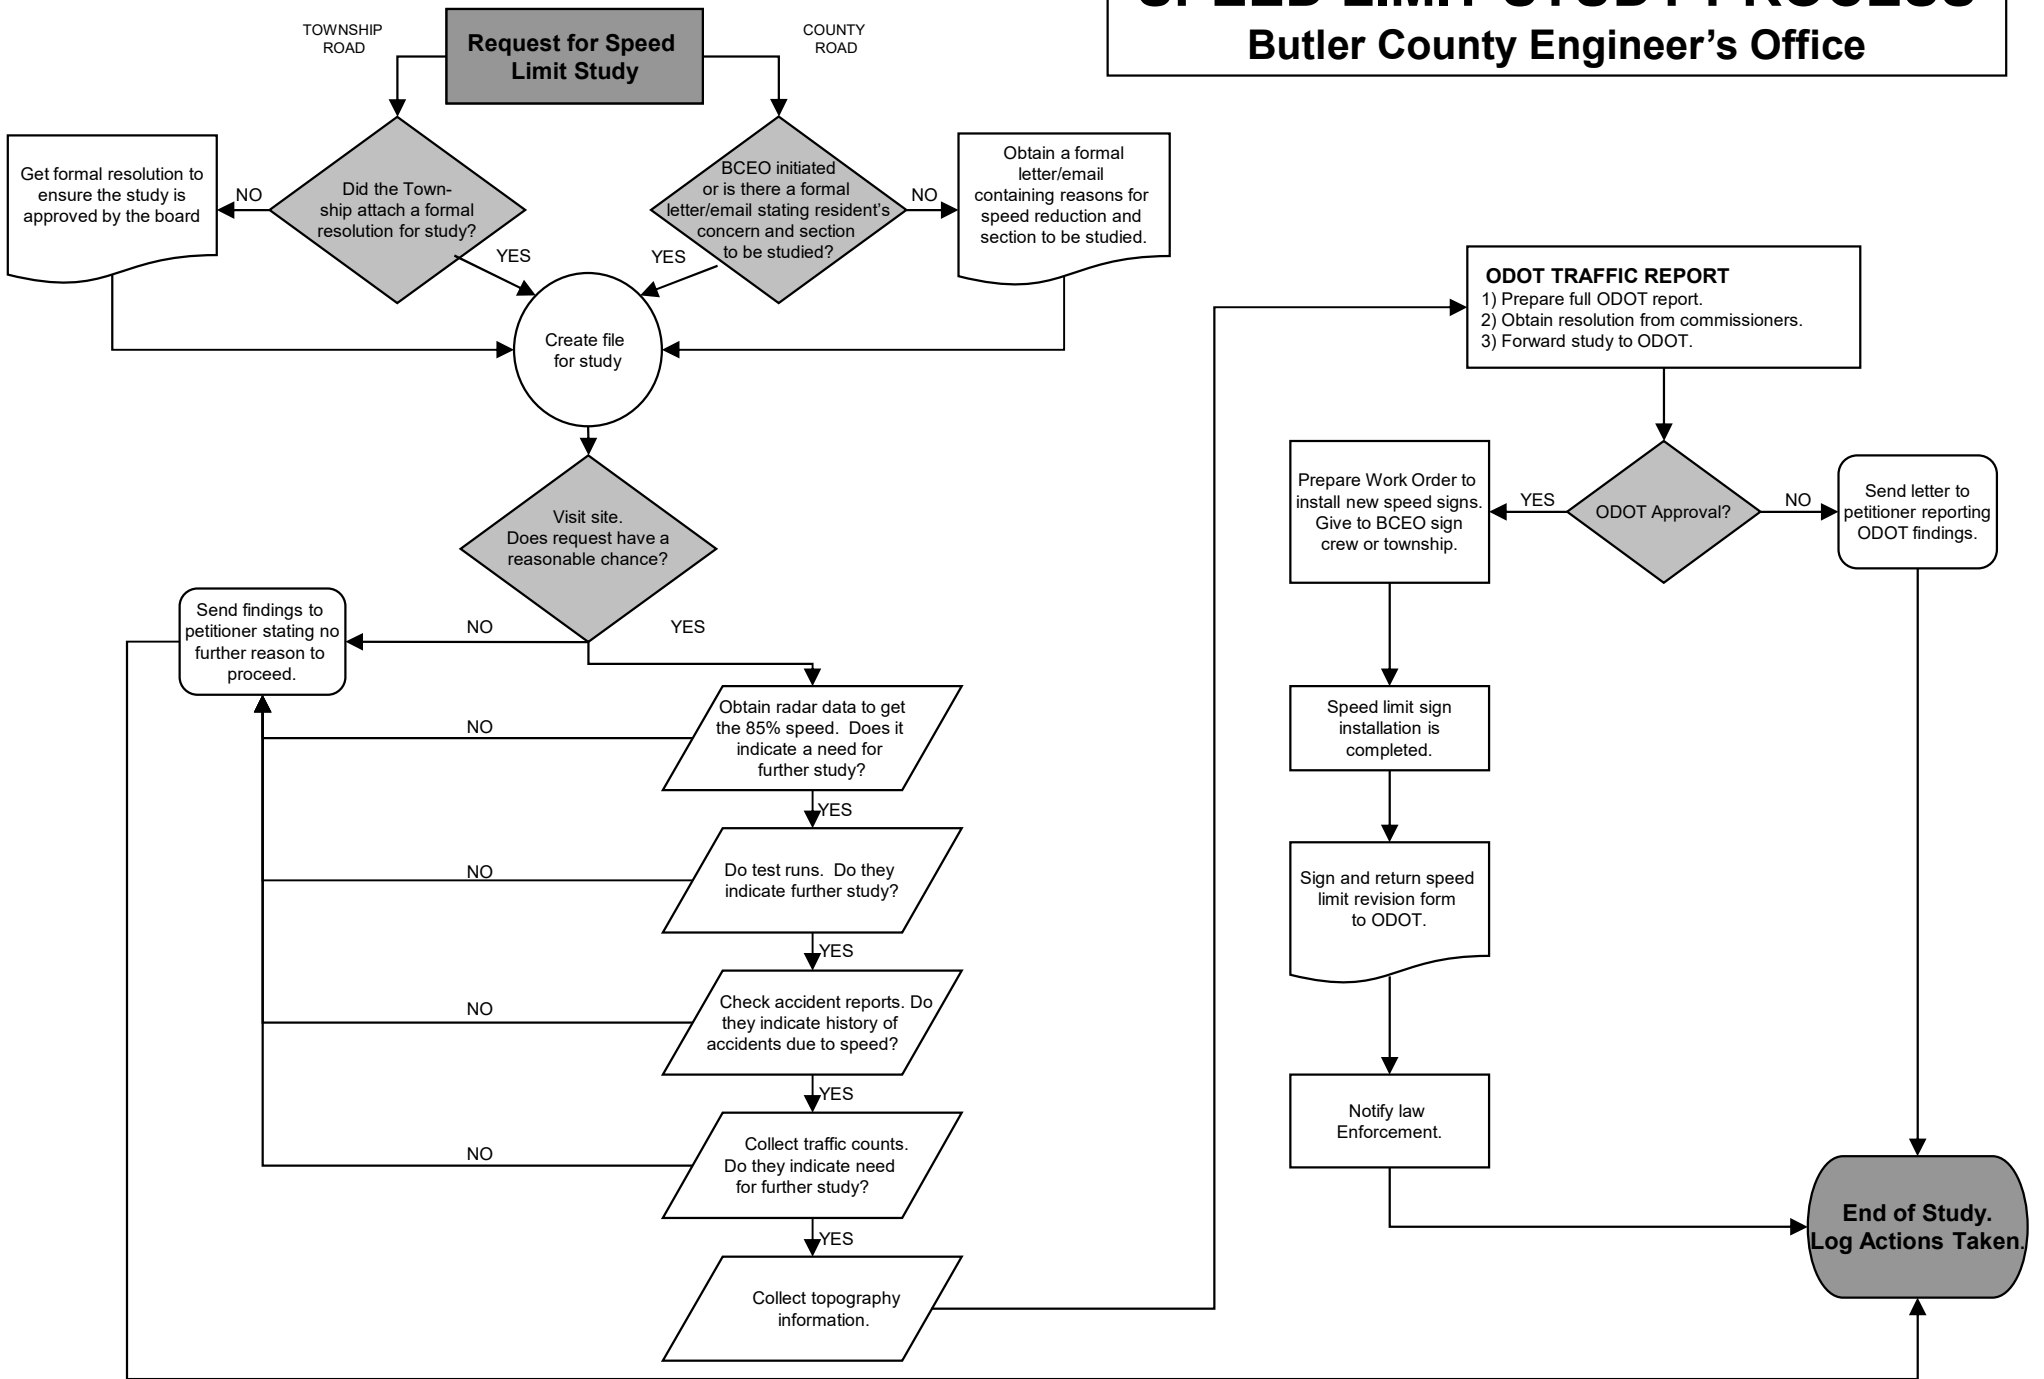 SPEED LIMIT STUDY PROCESS
Butler County Engineer's Office
TOWNSHIP
ROAD
Request for Speed
Limit Study
COUNTY
ROAD
Get formal resolution to
ensure the study is
approved by the board
NO
Did the Town-
ship attach a formal
resolution for study?
YES
BCEO initiated
or is there a formal
letter/email stating resident's
concern and section
to be studied?
YES
NO
Obtain a formal
letter/email
containing reasons for
speed reduction and
section to be studied.
Create file
for study
Visit site.
Does request have a
reasonable chance?
NO
YES
Send findings to
petitioner stating no
further reason to
proceed.
Obtain radar data to get
the 85% speed.  Does it
indicate a need for
further study?
NO
YES
Do test runs.  Do they
indicate further study?
NO
YES
Check accident reports. Do
they indicate history of
accidents due to speed?
NO
YES
Collect traffic counts.
Do they indicate need
for further study?
NO
YES
Collect topography
information.
ODOT TRAFFIC REPORT
1) Prepare full ODOT report.
2) Obtain resolution from commissioners.
3) Forward study to ODOT.
ODOT Approval?
YES
NO
Prepare Work Order to
install new speed signs.
Give to BCEO sign
crew or township.
Send letter to
petitioner reporting
ODOT findings.
Speed limit sign
installation is
completed.
Sign and return speed
limit revision form
to ODOT.
Notify law
Enforcement.
End of Study.
Log Actions Taken.